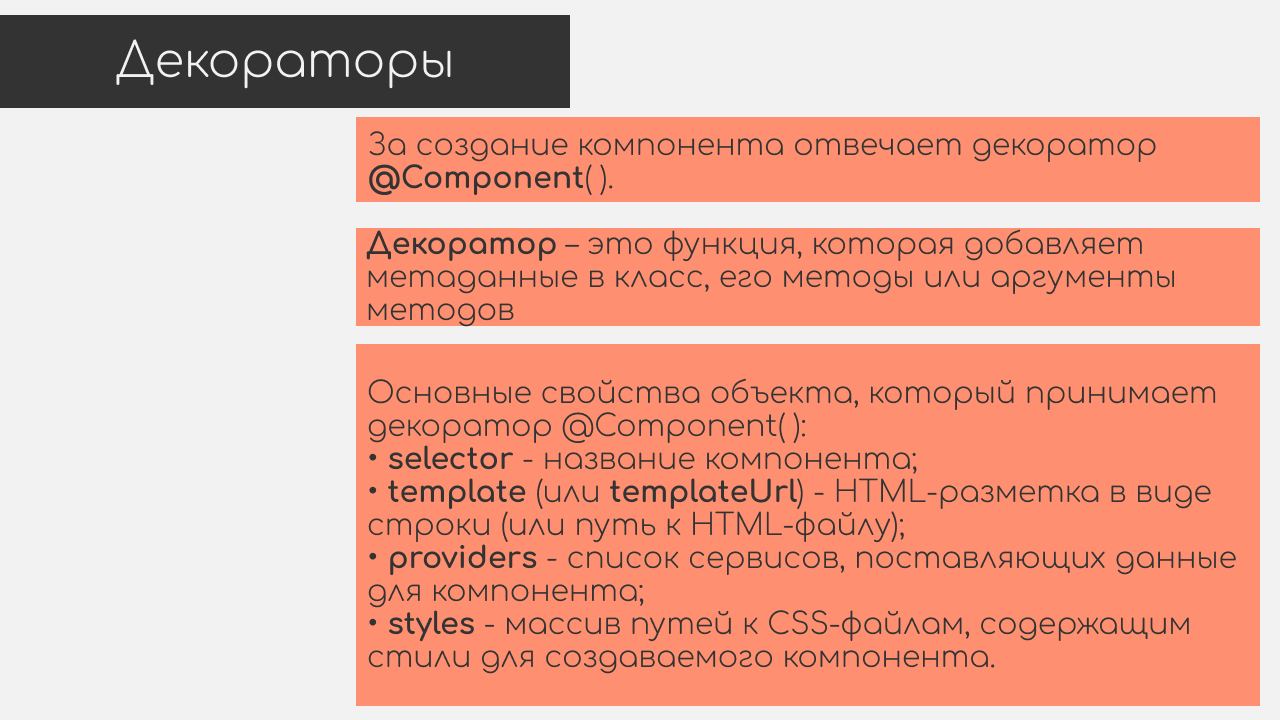 Декораторы
За создание компонента отвечает декоратор
@Component( ).
Декоратор – это функция, которая добавляет
метаданные в класс, его методы или аргументы
методов
Основные свойства объекта, который принимает
декоратор @Component( ):
• selector - название компонента;
• template (или templateUrl) - HTML-разметка в виде
строки (или путь к HTML-файлу);
• providers - список сервисов, поставляющих данные
для компонента;
• styles - массив путей к CSS-файлам, содержащим
стили для создаваемого компонента.